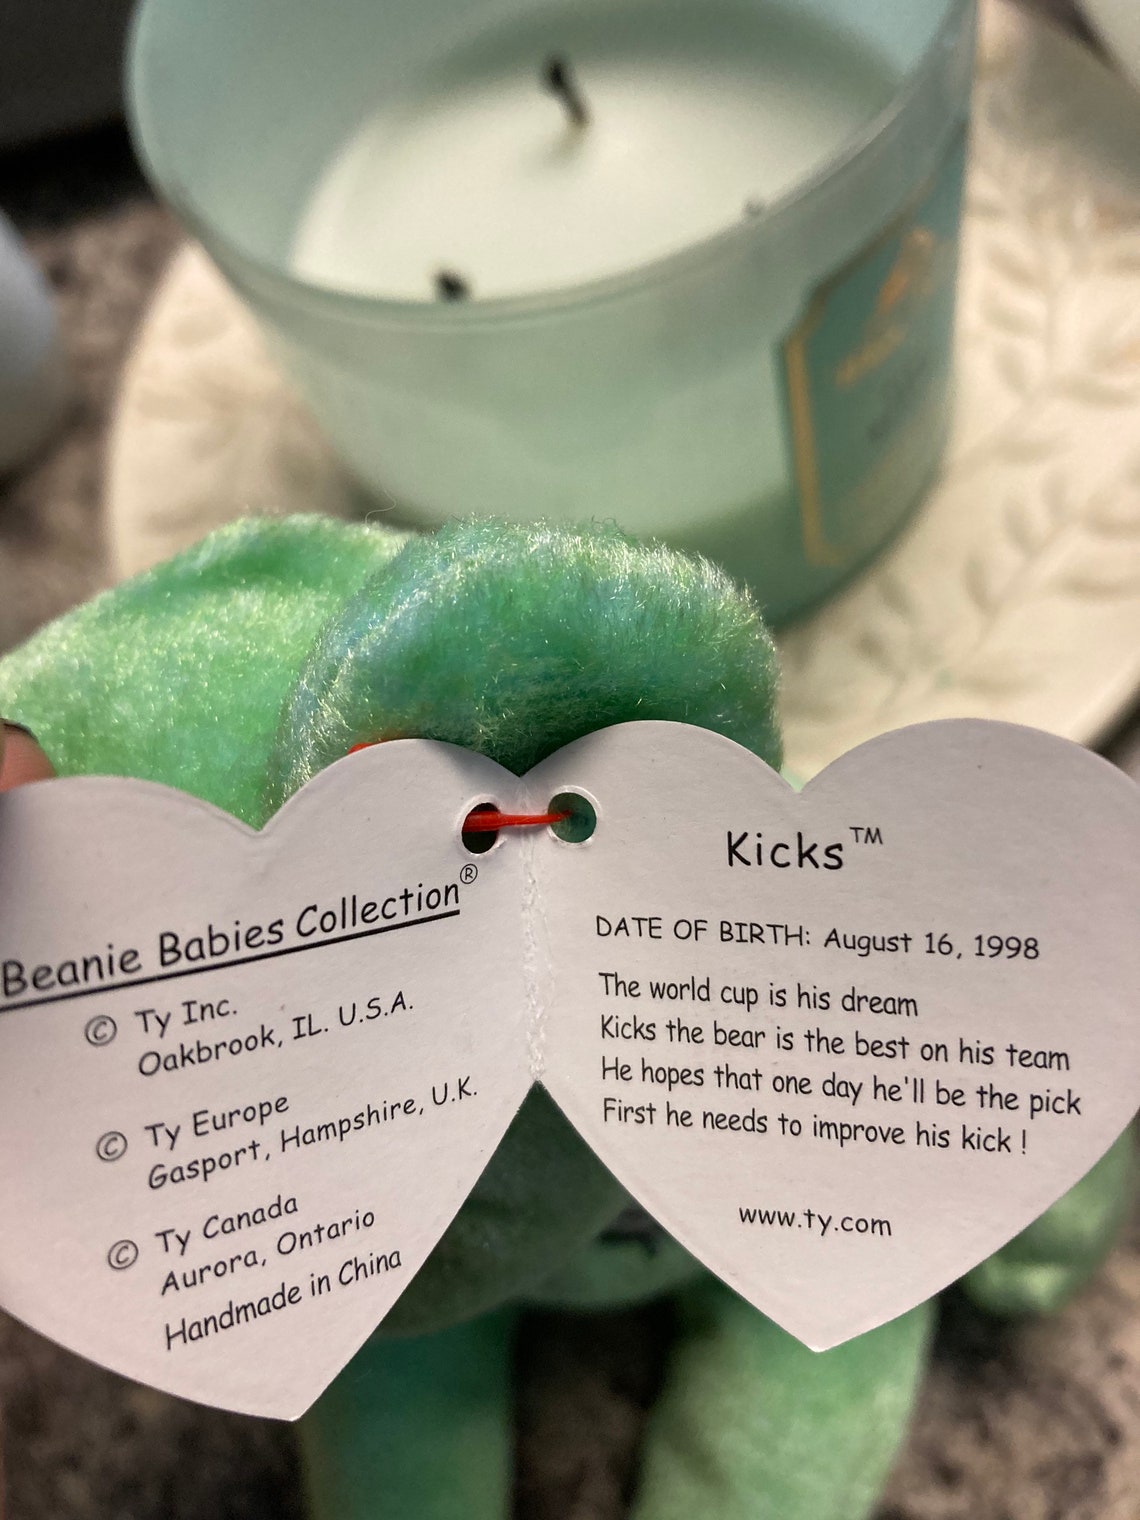 Beanie Babies Collection®
© Ty Inc.
Oakbrook, IL. U.S.A.
© Ty Europe
Gasport, Hampshire, U.K.
© Ty Canada
Aurora, Ontario
Handmade in China
Kicks™
DATE OF BIRTH: August 16, 1998
The world cup is his dream
Kicks the bear is the best on his team
He hopes that one day he'll be the pick
First he needs to improve his kick !
www.ty.com